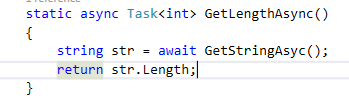 static async Task<int> GetLengthAsync()
{
string str = await GetStringAsyc();
return str.Length;
}